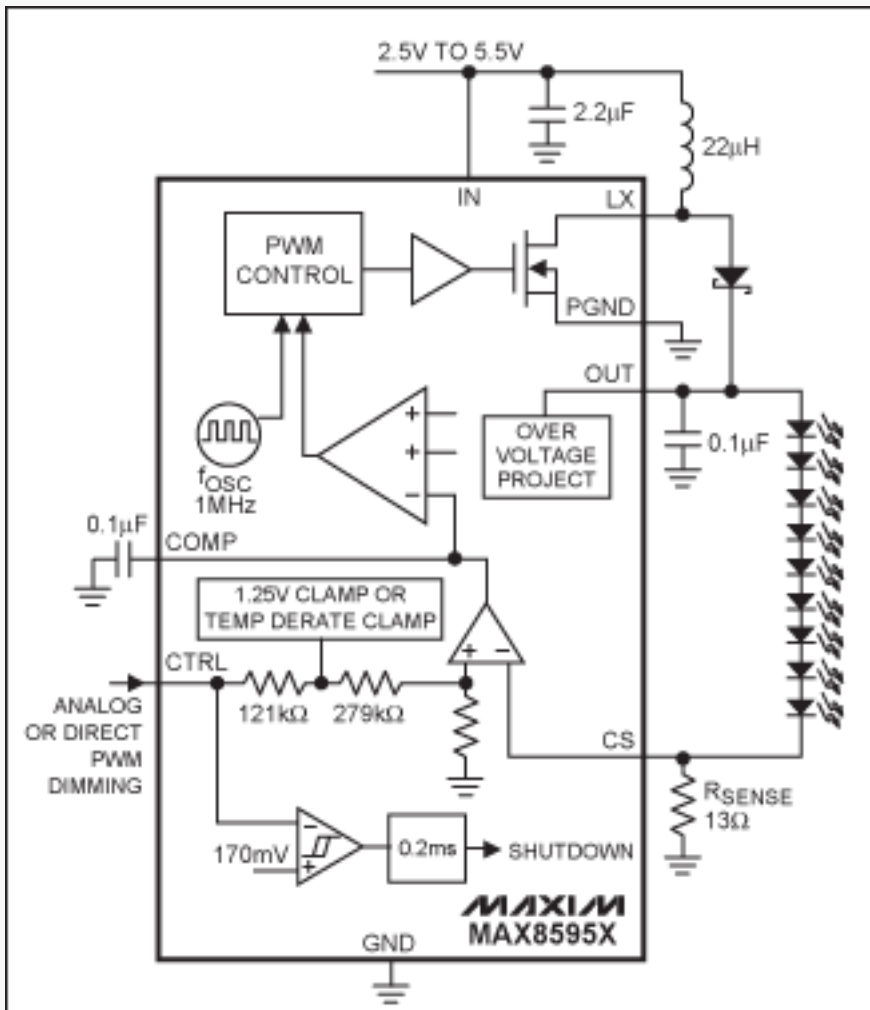 2.5V TO 5.5V
2.2µF
22µH
IN
LX
PWM
CONTROL
PGND
OUT
OVER
VOLTAGE
PROJECT
0.1µF
fOSC
1MHz
0.1µF
COMP
1.25V CLAMP OR
TEMP DERATE CLAMP
CTRL
+
+
−
+
−
121kΩ
279kΩ
ANALOG
OR DIRECT
PWM
DIMMING
CS
RSENSE
13Ω
−
170mV
+
0.2ms
SHUTDOWN
MAXIM
MAX8595X
GND